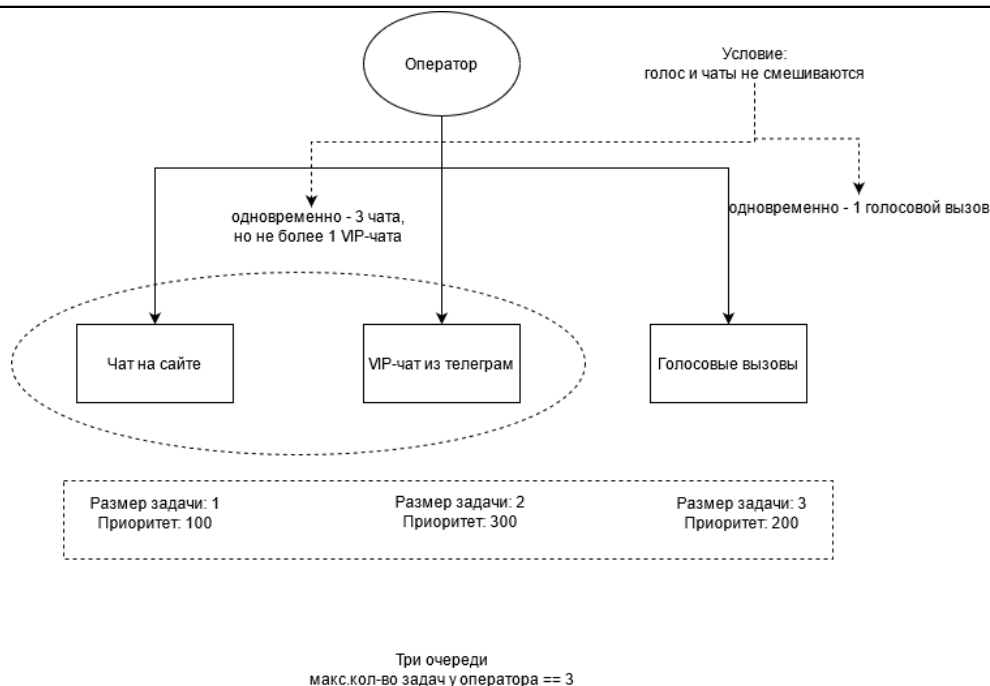 Оператор
Условие:
голос и чаты не смешиваются
одновременно - 3 чата,
но не более 1 VIP-чата
одновременно - 1 голосовой вызов
Чат на сайте
VIP-чат из телеграм
Голосовые вызовы
Размер задачи: 1
Приоритет: 100
Размер задачи: 2
Приоритет: 300
Размер задачи: 3
Приоритет: 200
Три очереди
макс.кол-во задач у оператора == 3